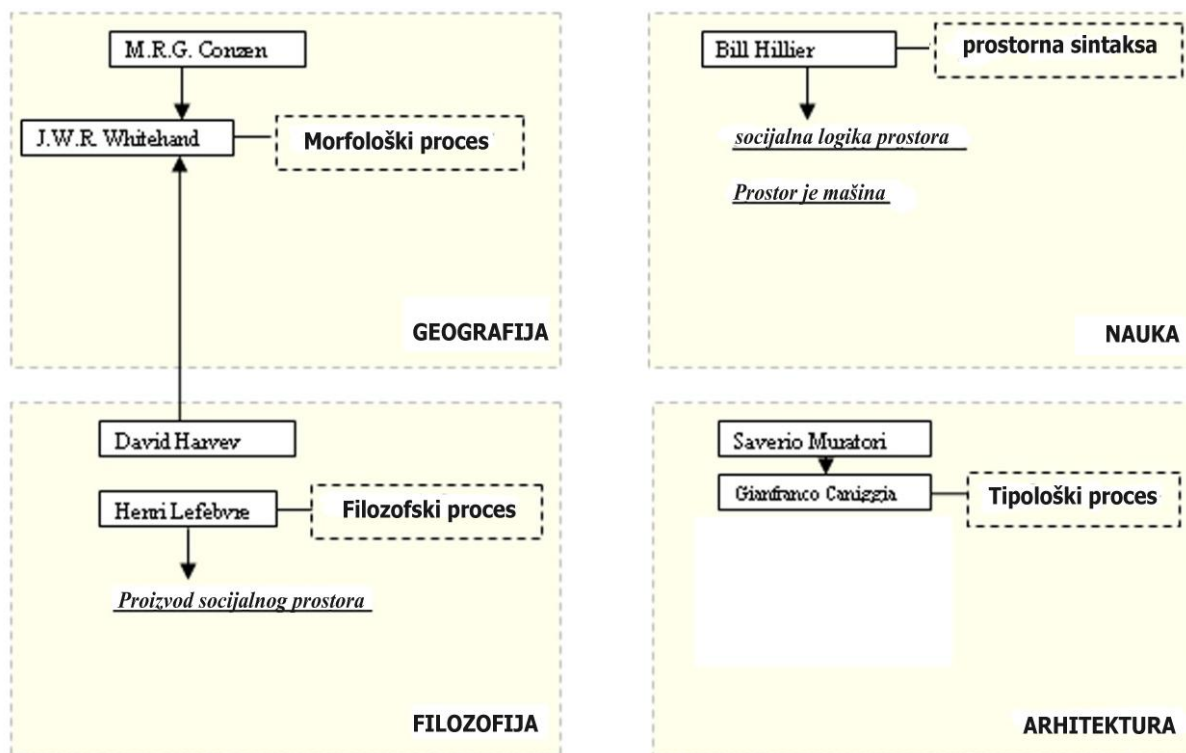 M.R.G. Conzen
J.W.R. Whitehand
Morfološki proces
GEOGRAFIJA
Bill Hillier
prostorna sintaksa
socijalna logika prostora
Prostor je mašina
NAUKA
David Harvey
Henri Lefebvre
Filozofski proces
Proizvod socijalnog prostora
FILOZOFIJA
Saverio Muratori
Gianfranco Caniggia
Tipološki proces
ARHITEKTURA